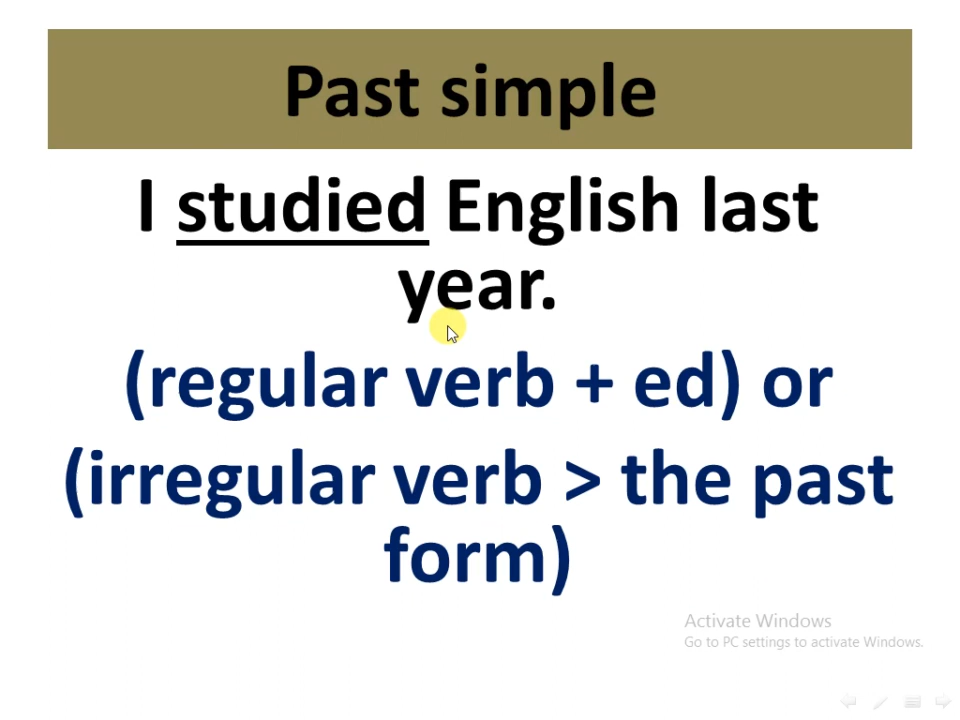 Past simple
I studied English last
year.
(regular verb + ed) or
(irregular verb > the past
form)
Activate Windows
Go to PC settings to activate Windows.